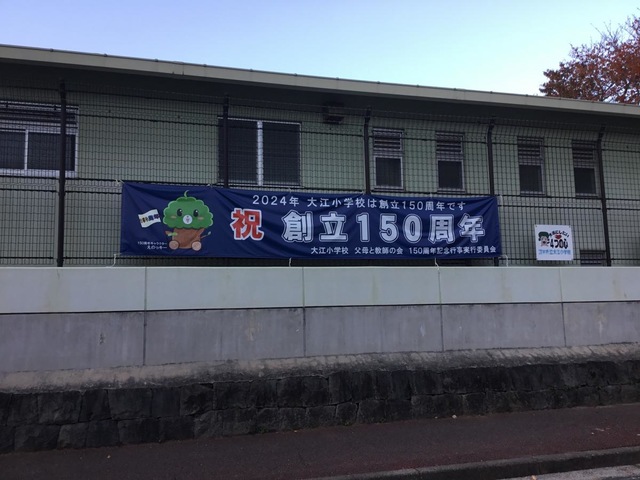 2024年 大江小学校は創立150周年です
祝 創立150周年
大江小学校 父母と教師の会 150周年記念行事実行委員会